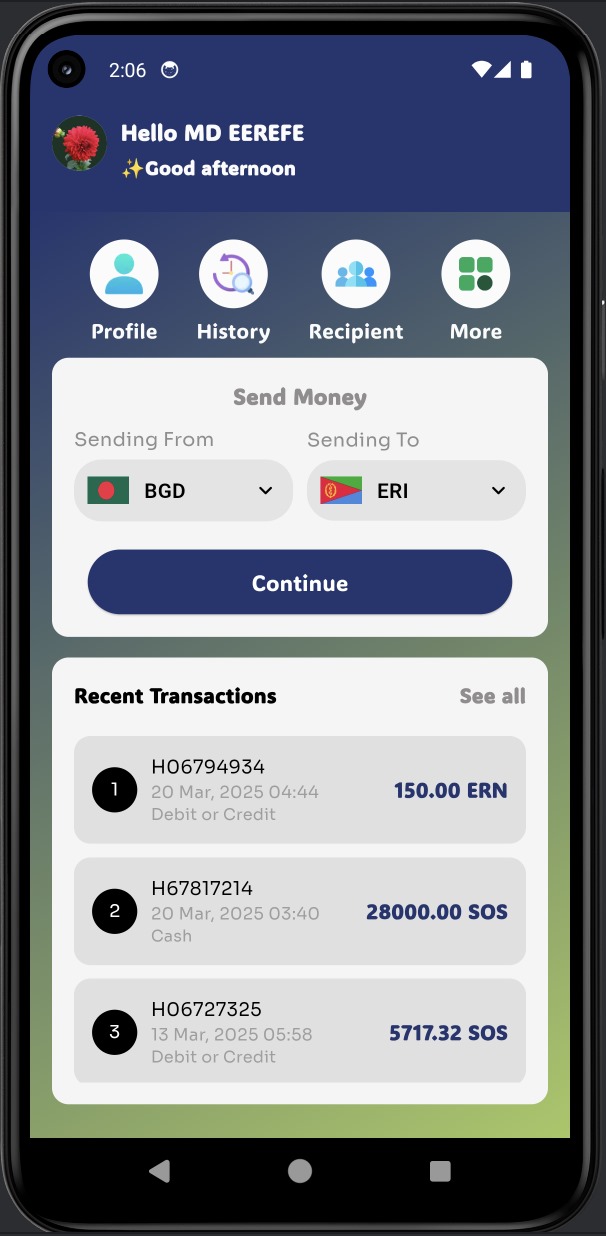 2:06
Hello MD EEREFE
✨Good afternoon
Profile History Recipient More
Send Money
Sending From Sending To
BGD ERI
Continue
Recent Transactions See all
1
H06794934
20 Mar, 2025 04:44
Debit or Credit
150.00 ERN
2
H67817214
20 Mar, 2025 03:40
Cash
28000.00 SOS
3
H06727325
13 Mar, 2025 05:58
Debit or Credit
5717.32 SOS